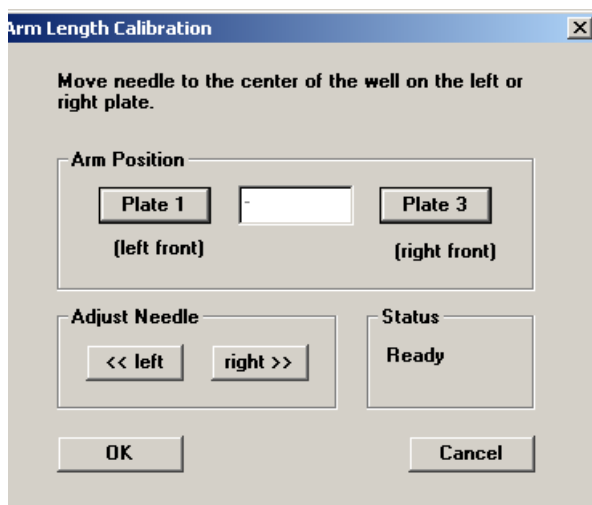 Arm Length Calibration
Move needle to the center of the well on the left or
right plate.
Arm Position
Plate 1
-
Plate 3
(left front)
(right front)
Adjust Needle
Status
<< left
right >>
Ready
OK
Cancel